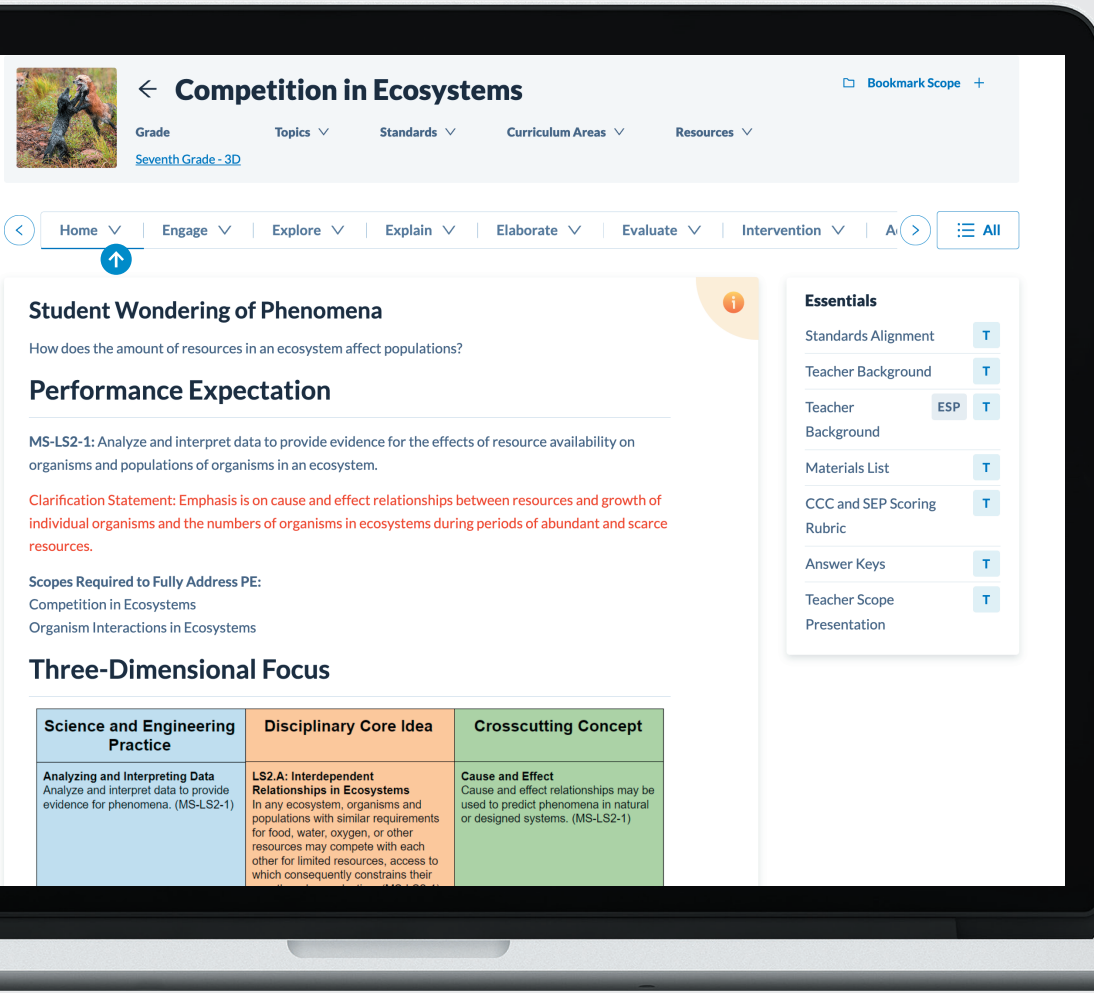 Competition in Ecosystems
Bookmark Scope +
Grade
Topics
Standards
Curriculum Areas
Resources
Seventh Grade - 3D
Home
Engage
Explore
Explain
Elaborate
Evaluate
Intervention
All
Student Wondering of Phenomena
How does the amount of resources in an ecosystem affect populations?
Performance Expectation
MS-LS2-1: Analyze and interpret data to provide evidence for the effects of resource availability on
organisms and populations of organisms in an ecosystem.
Clarification Statement: Emphasis is on cause and effect relationships between resources and growth of
individual organisms and the numbers of organisms in ecosystems during periods of abundant and scarce
resources.
Scopes Required to Fully Address PE:
Competition in Ecosystems
Organism Interactions in Ecosystems
Three-Dimensional Focus
Science and Engineering
Practice
Analyzing and Interpreting Data
Analyze and interpret data to provide
evidence for phenomena. (MS-LS2-1)
Disciplinary Core Idea
LS2.A: Interdependent
Relationships in Ecosystems
In any ecosystem, organisms and
populations with similar requirements
for food, water, oxygen, or other
resources may compete with each
other for limited resources, access to
which consequently constrains their
Crosscutting Concept
Cause and Effect
Cause and effect relationships may be
used to predict phenomena in natural
or designed systems. (MS-LS2-1)
Essentials
Standards Alignment T
Teacher Background T
Teacher ESP T
Background
Materials List T
CCC and SEP Scoring T
Rubric
Answer Keys T
Teacher Scope T
Presentation